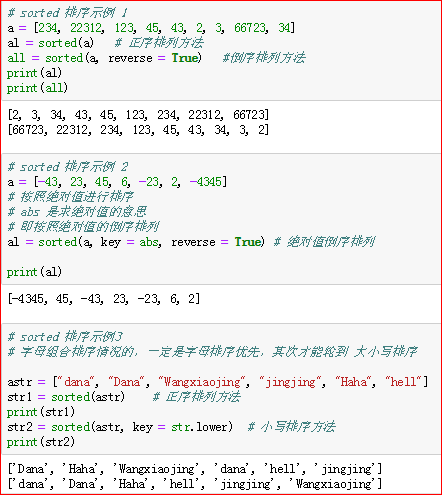 # sorted 排序示例 1
a = [234, 22312, 123, 45, 43, 2, 3, 66723, 34]
al = sorted(a)   # 正序排列方法
all = sorted(a, reverse = True)   #倒序排列方法
print(al)
print(all)
[2, 3, 34, 43, 45, 123, 234, 22312, 66723]
[66723, 22312, 234, 123, 45, 43, 34, 3, 2]
# sorted 排序示例 2
a = [-43, 23, 45, 6, -23, 2, -4345]
# 按照绝对值进行排序
# abs 是求绝对值的意思
# 即按照绝对值的倒序排列
al = sorted(a, key = abs, reverse = True) # 绝对值倒序排列
print(al)
[-4345, 45, -43, 23, -23, 6, 2]
# sorted 排序示例3
# 字母组合排序情况的, 一定是字母排序优先, 其次才能轮到 大小写排序
astr = ["dana", "Dana", "Wangxiaojing", "jingjing", "Haha", "hell"]
str1 = sorted(astr)    # 正序排列方法
print(str1)
str2 = sorted(astr, key = str.lower)  # 小写排序方法
print(str2)
['Dana', 'Haha', 'Wangxiaojing', 'dana', 'hell', 'jingjing']
['dana', 'Dana', 'Haha', 'hell', 'jingjing', 'Wangxiaojing']